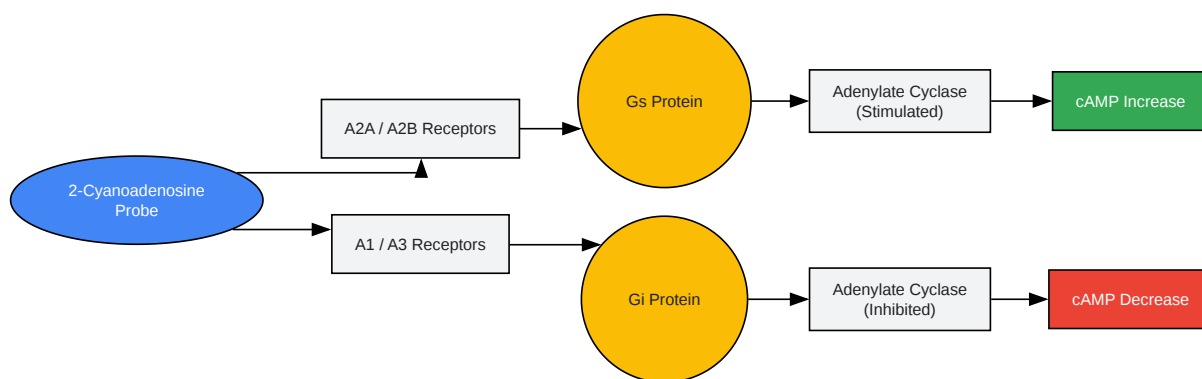 2-Cyanoadenosine
Probe
A2A / A2B Receptors
Gs Protein
Adenylate Cyclase
(Stimulated)
cAMP Increase
A1 / A3 Receptors
Gi Protein
Adenylate Cyclase
(Inhibited)
cAMP Decrease